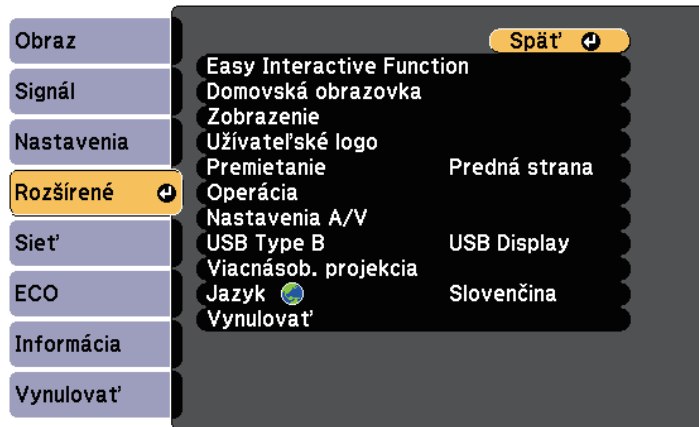 Obraz
Signál
Nastavenia
Rozšírené
Sieť
ECO
Informácia
Vynulovať
Späť
Easy Interactive Function
Domovská obrazovka
Zobrazenie
Užívateľské logo
Premietanie Predná strana
Operácia
Nastavenia A/V
USB Type B USB Display
Viacnásob. projekcia
Jazyk Slovenčina
Vynulovať